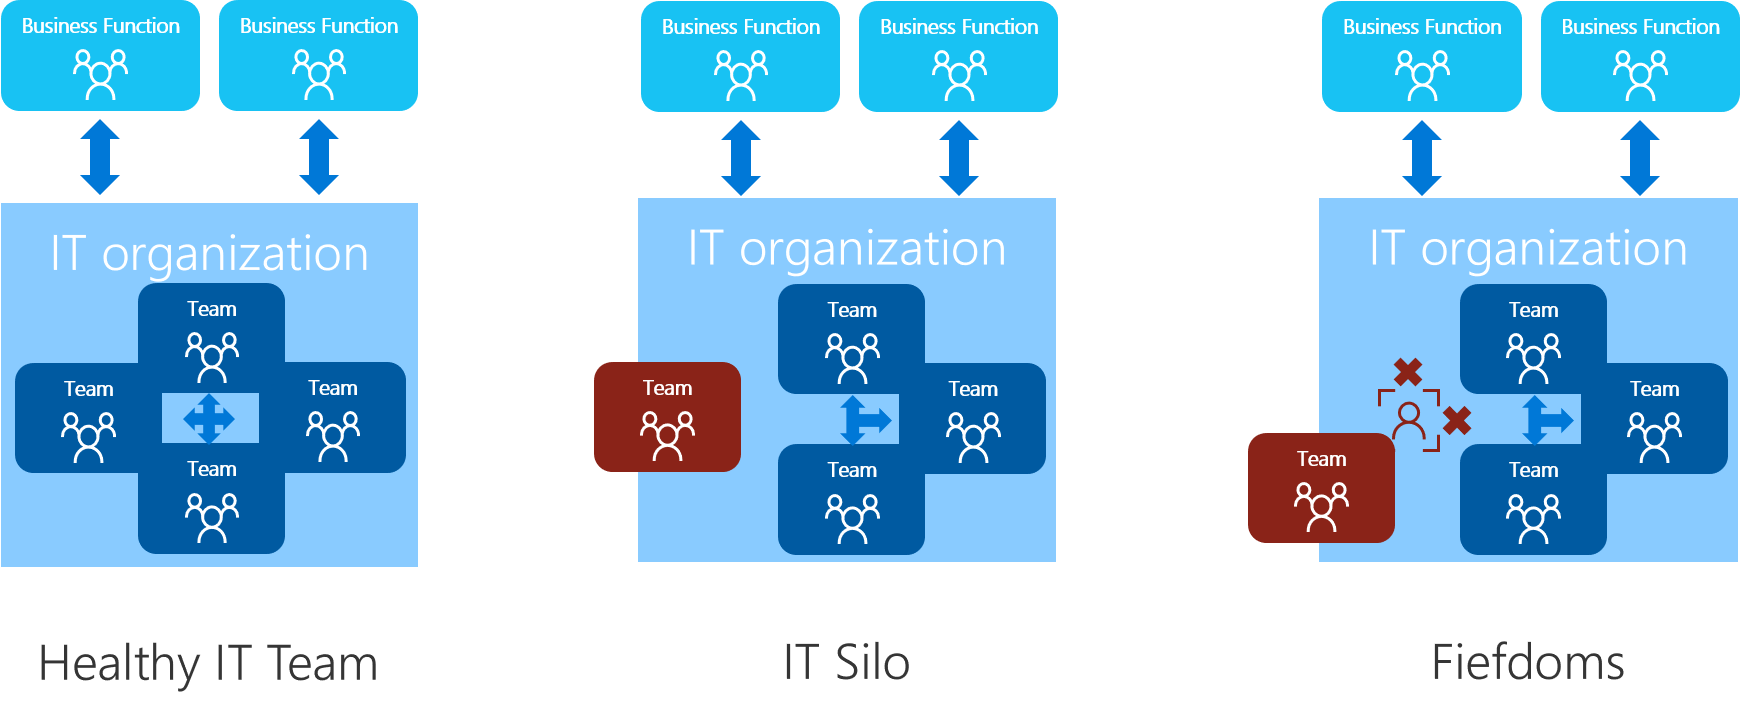 Business Function
Business Function
IT organization
Team
Team
Team
Team
Healthy IT Team
Business Function
Business Function
IT organization
Team
Team
Team
Team
IT Silo
Business Function
Business Function
IT organization
Team
Team
Team
Team
Fiefdoms